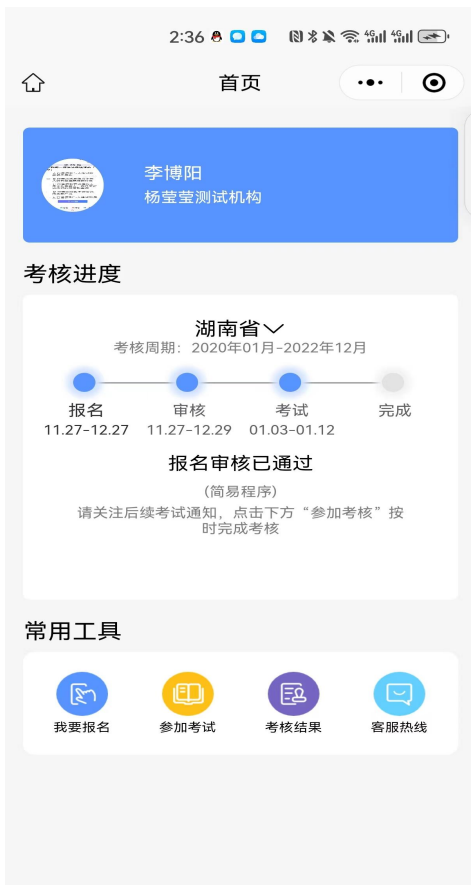 2:36
4G 4G
首页
李博阳
杨莹莹测试机构
考核进度
湖南省
考核周期：2020年01月-2022年12月
报名 审核 考试 完成
11.27-12.27 11.27-12.29 01.03-01.12
报名审核已通过
(简易程序)
请关注后续考试通知，点击下方“参加考核”按
时完成考核
常用工具
我要报名 参加考试 考核结果 客服热线